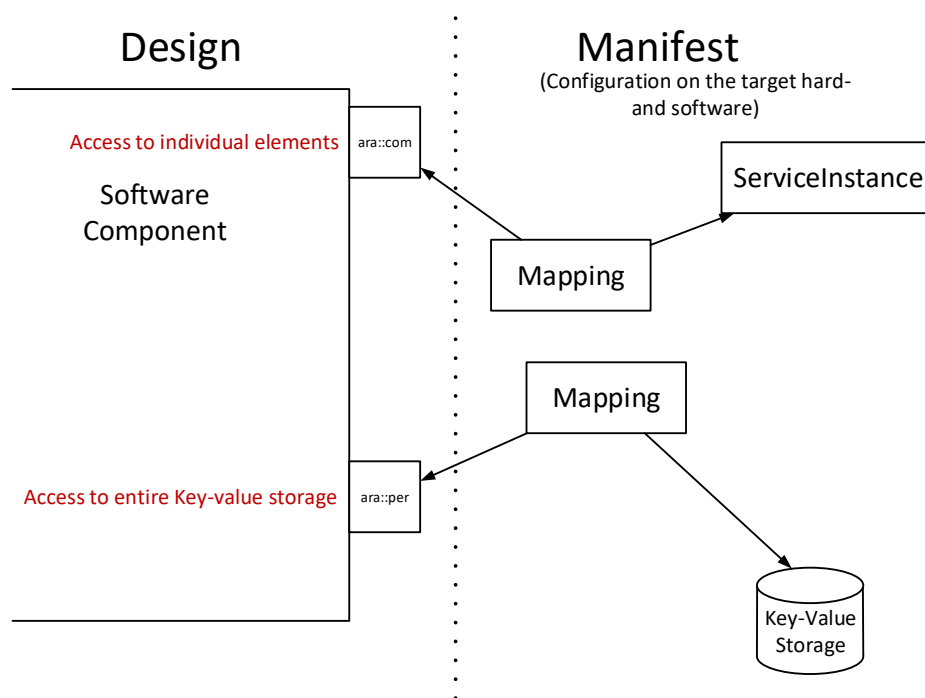 Design
Manifest
(Configuration on the target hard-
and software)
Access to individual elements
ara::com
Software
Component
ServiceInstance
Mapping
Mapping
Access to entire Key-value storage
ara::per
Key-Value
Storage